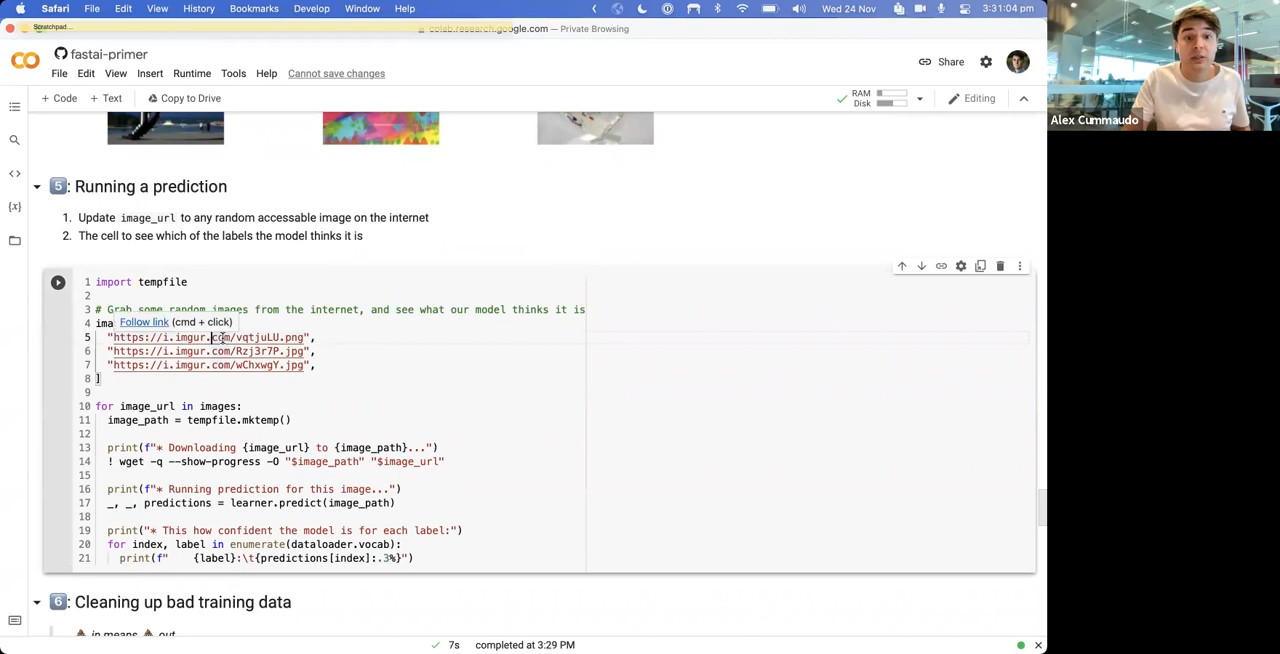 Safari File Edit View History Bookmarks Develop Window Help Wed 24 Nov 3:31:04 pm
Scratchpad...
colab.research.google.com — Private Browsing
fastai-primer
File Edit View Insert Runtime Tools Help Cannot save changes
Share
+ Code + Text Copy to Drive
RAM
Disk
Editing
Alex Cummaudo
5: Running a prediction
1. Update image_url to any random accessable image on the internet
2. The cell to see which of the labels the model thinks it is
1 import tempfile
2
3 # Grab some random images from the internet, and see what our model thinks it is
Follow link (cmd + click)
4 ima
5 "https://i.imgur.com/vqtjuLU.png",
6 "https://i.imgur.com/Rzj3r7P.jpg",
7 "https://i.imgur.com/wChxwgY.jpg",
8 ]
9
10 for image_url in images:
11 image_path = tempfile.mktemp()
12
13 print(f"* Downloading {image_url} to {image_path}...")
14 ! wget -q --show-progress -O "$image_path" "$image_url"
15
16 print(f"* Running prediction for this image...")
17 _, _, predictions = learner.predict(image_path)
18
19 print("* This how confident the model is for each label:")
20 for index, label in enumerate(dataloader.vocab):
21 print(f" {label}:\t{predictions[index]:.3%}")
6: Cleaning up bad training data
💩 in means 💩 out
7s completed at 3:29 PM